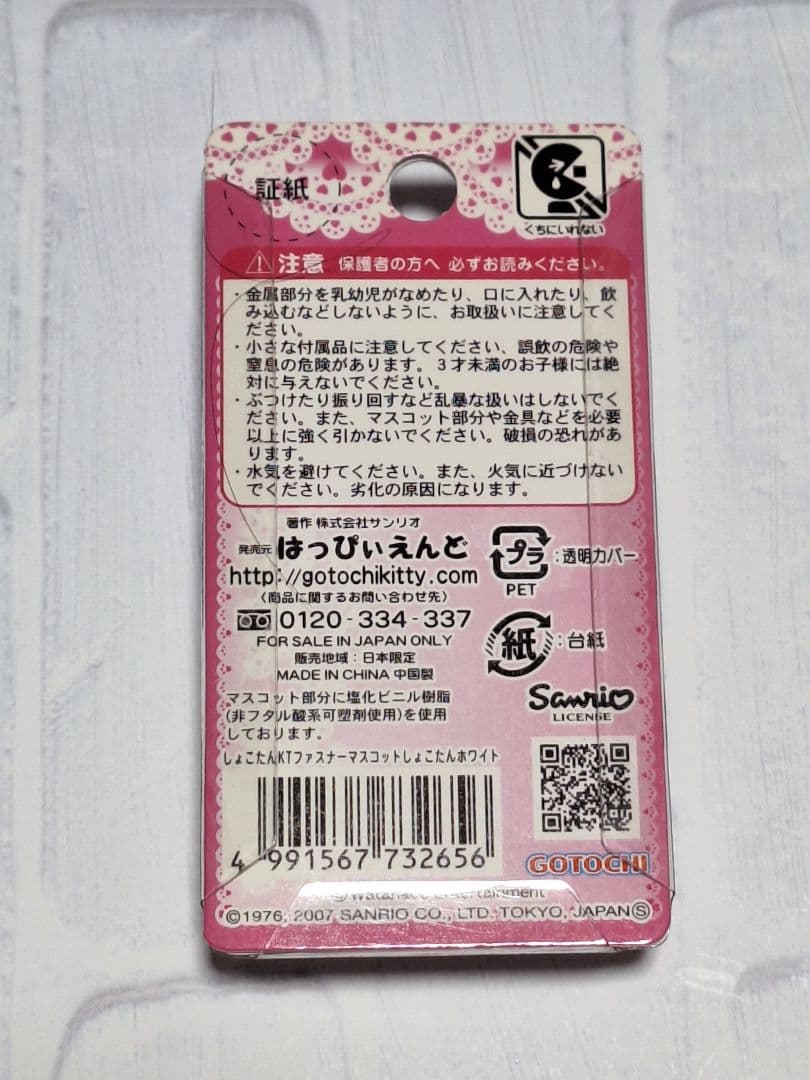 証紙
くちにいれない
注意 保護者の方へ 必ずお読みください。
・金属部分を乳幼児がなめたり、口に入れたり、飲
み込むなどしないように、お取扱いに注意してく
ださい。
・小さな付属品に注意してください、誤飲の危険や
窒息の危険があります。3才未満のお子様には絶
対に与えないでください。
・ぶつけたり振り回すなど乱暴な扱いはしないでく
ださい。また、マスコット部分や金具などを必要
以上に強く引かないでください。破損の恐れがあ
ります。
・水気を避けてください。また、火気に近づけない
でください。劣化の原因になります。
著作 株式会社サンリオ
発売元 はっぴぃえんど
http://gotochikitty.com
(商品に関するお問い合わせ先)
0120-334-337
FOR SALE IN JAPAN ONLY
販売地域:日本限定
MADE IN CHINA 中国製
プラ:透明カバー
PET
紙:台紙
マスコット部分に塩化ビニル樹脂
(非フタル酸系可塑剤使用)を使用
しております。
Sanrio
LICENSE
しょこたんKTファスナーマスコットしょこたんホワイト
4 991567 732656
GOTOCHI
©Watanabe Entertainment
©1976, 2007 SANRIO CO., LTD. TOKYO, JAPAN Ⓢ